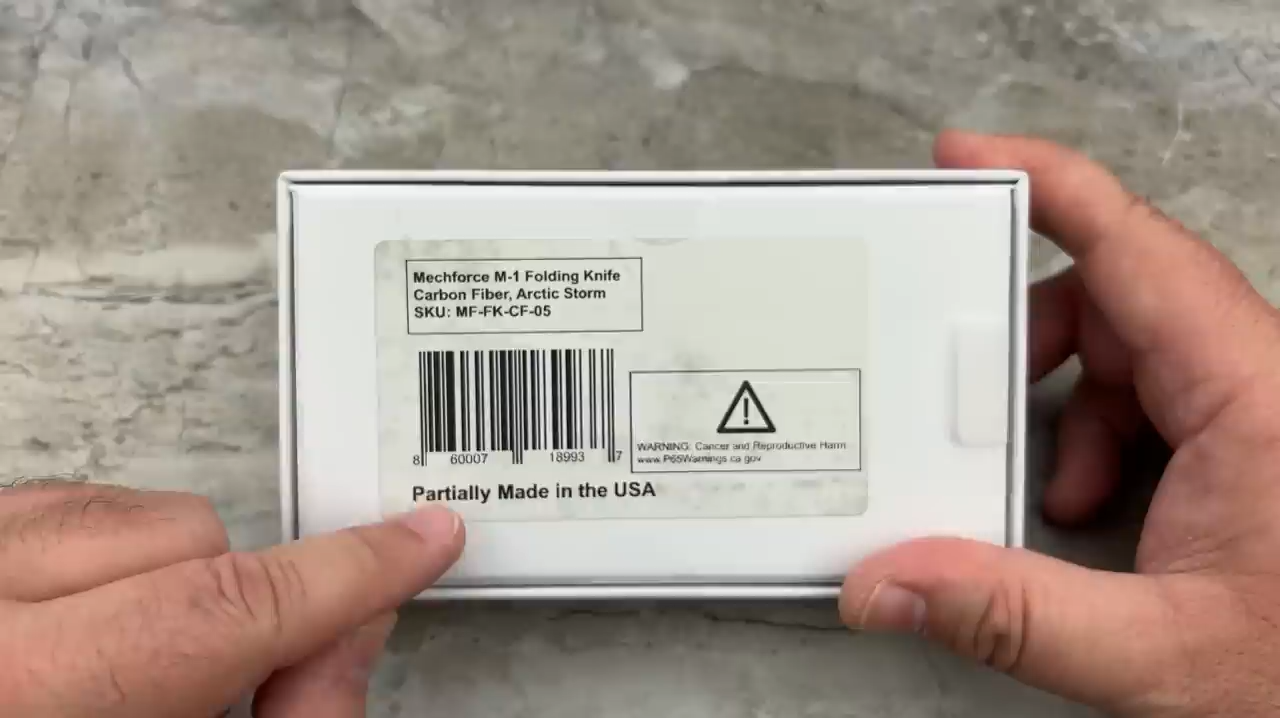 Mechforce M-1 Folding Knife
Carbon Fiber, Arctic Storm
SKU: MF-FK-CF-05
8 60007 18993 7
WARNING: Cancer and Reproductive Harm
www.P65Warnings.ca.gov
Partially Made in the USA